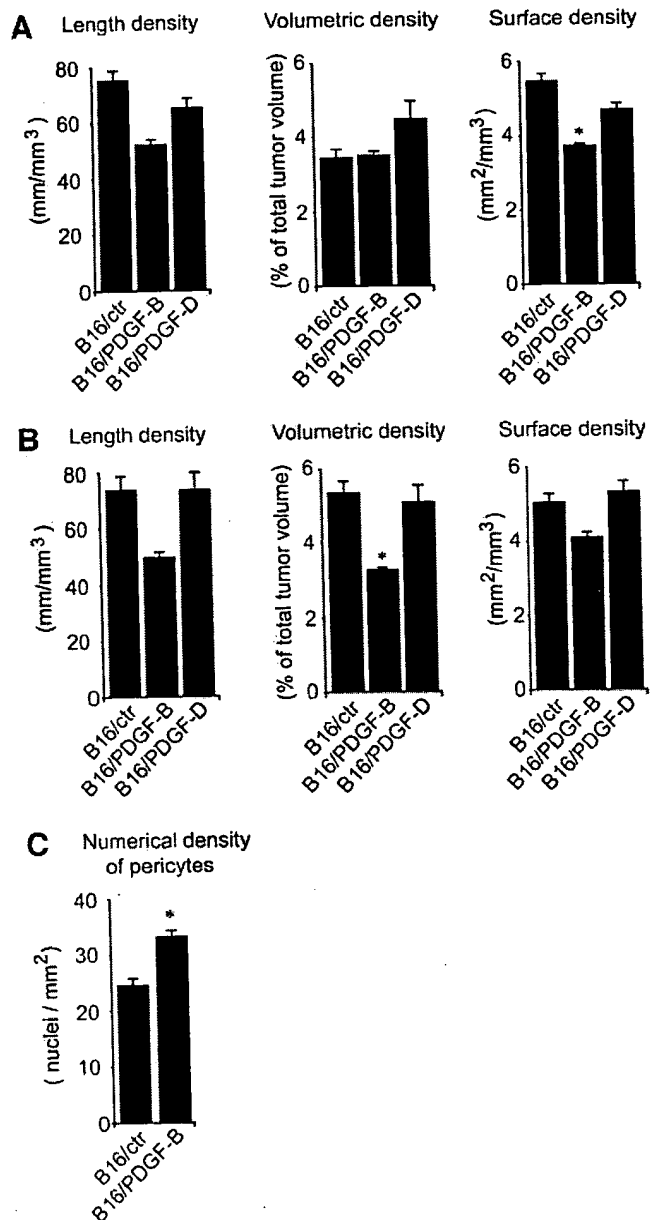 A
Length density
Volumetric density
Surface density
(mm/mm³)
80
60
40
20
0
(% of total tumor volume)
6
4
2
0
(mm²/mm³)
6
4
2
0
*
B16/ctr
B16/PDGF-B
B16/PDGF-D
B16/ctr
B16/PDGF-B
B16/PDGF-D
B16/ctr
B16/PDGF-B
B16/PDGF-D
B
Length density
Volumetric density
Surface density
(mm/mm³)
80
60
40
20
0
(% of total tumor volume)
6
4
2
0
*
(mm²/mm³)
6
4
2
0
B16/ctr
B16/PDGF-B
B16/PDGF-D
B16/ctr
B16/PDGF-B
B16/PDGF-D
B16/ctr
B16/PDGF-B
B16/PDGF-D
C
Numerical density
of pericytes
( nuclei / mm²)
40
30
20
10
0
*
B16/ctr
B16/PDGF-B